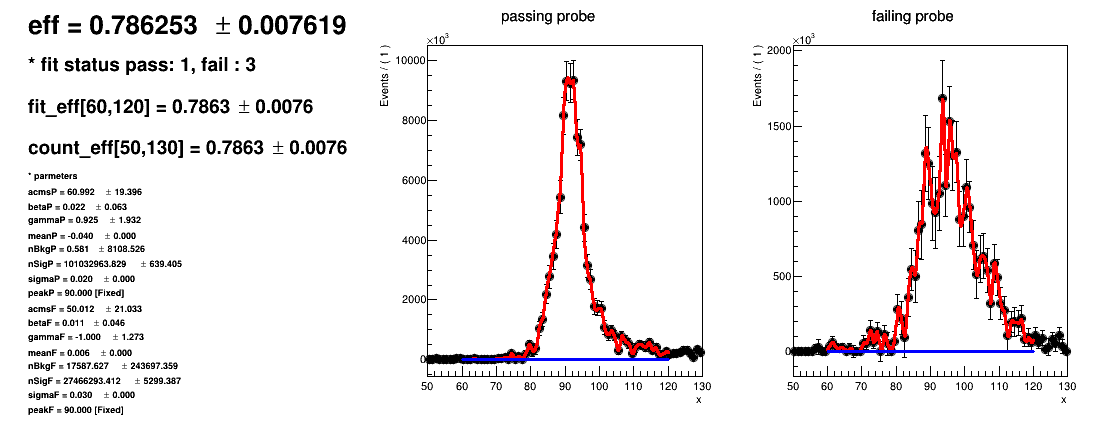 eff = 0.786253 ± 0.007619
* fit status pass: 1, fail : 3
fit_eff[60,120] = 0.7863 ± 0.0076
count_eff[50,130] = 0.7863 ± 0.0076
* parmeters
acmsP = 60.992 ± 19.396
betaP = 0.022 ± 0.063
gammaP = 0.925 ± 1.932
meanP = -0.040 ± 0.000
nBkgP = 0.581 ± 8108.526
nSigP = 101032963.829 ± 639.405
sigmaP = 0.020 ± 0.000
peakP = 90.000 [Fixed]
acmsF = 50.012 ± 21.033
betaF = 0.011 ± 0.046
gammaF = -1.000 ± 1.273
meanF = 0.006 ± 0.000
nBkgF = 17587.627 ± 243697.359
nSigF = 27466293.412 ± 5299.387
sigmaF = 0.030 ± 0.000
peakF = 90.000 [Fixed]
passing probe
×10³
Events / ( 1 )
10000
8000
6000
4000
2000
0
50 60 70 80 90 100 110 120 130
x
failing probe
×10³
Events / ( 1 )
2000
1500
1000
500
0
50 60 70 80 90 100 110 120 130
x